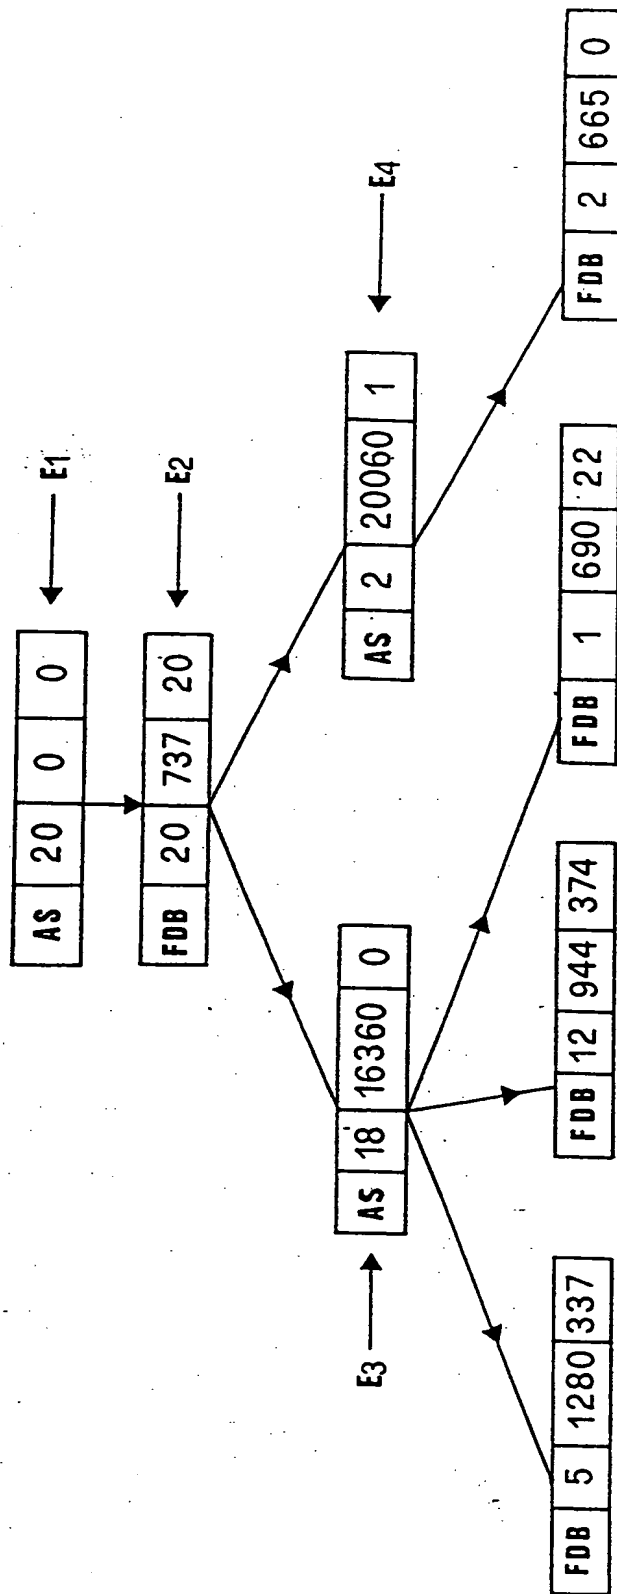 AS 20 0 0 E1
FDB 20 737 20 E2
E3 AS 18 16360 0
AS 2 20060 1 E4
FDB 5 1280 337
FDB 12 944 374
FDB 1 690 22
FDB 2 665 0